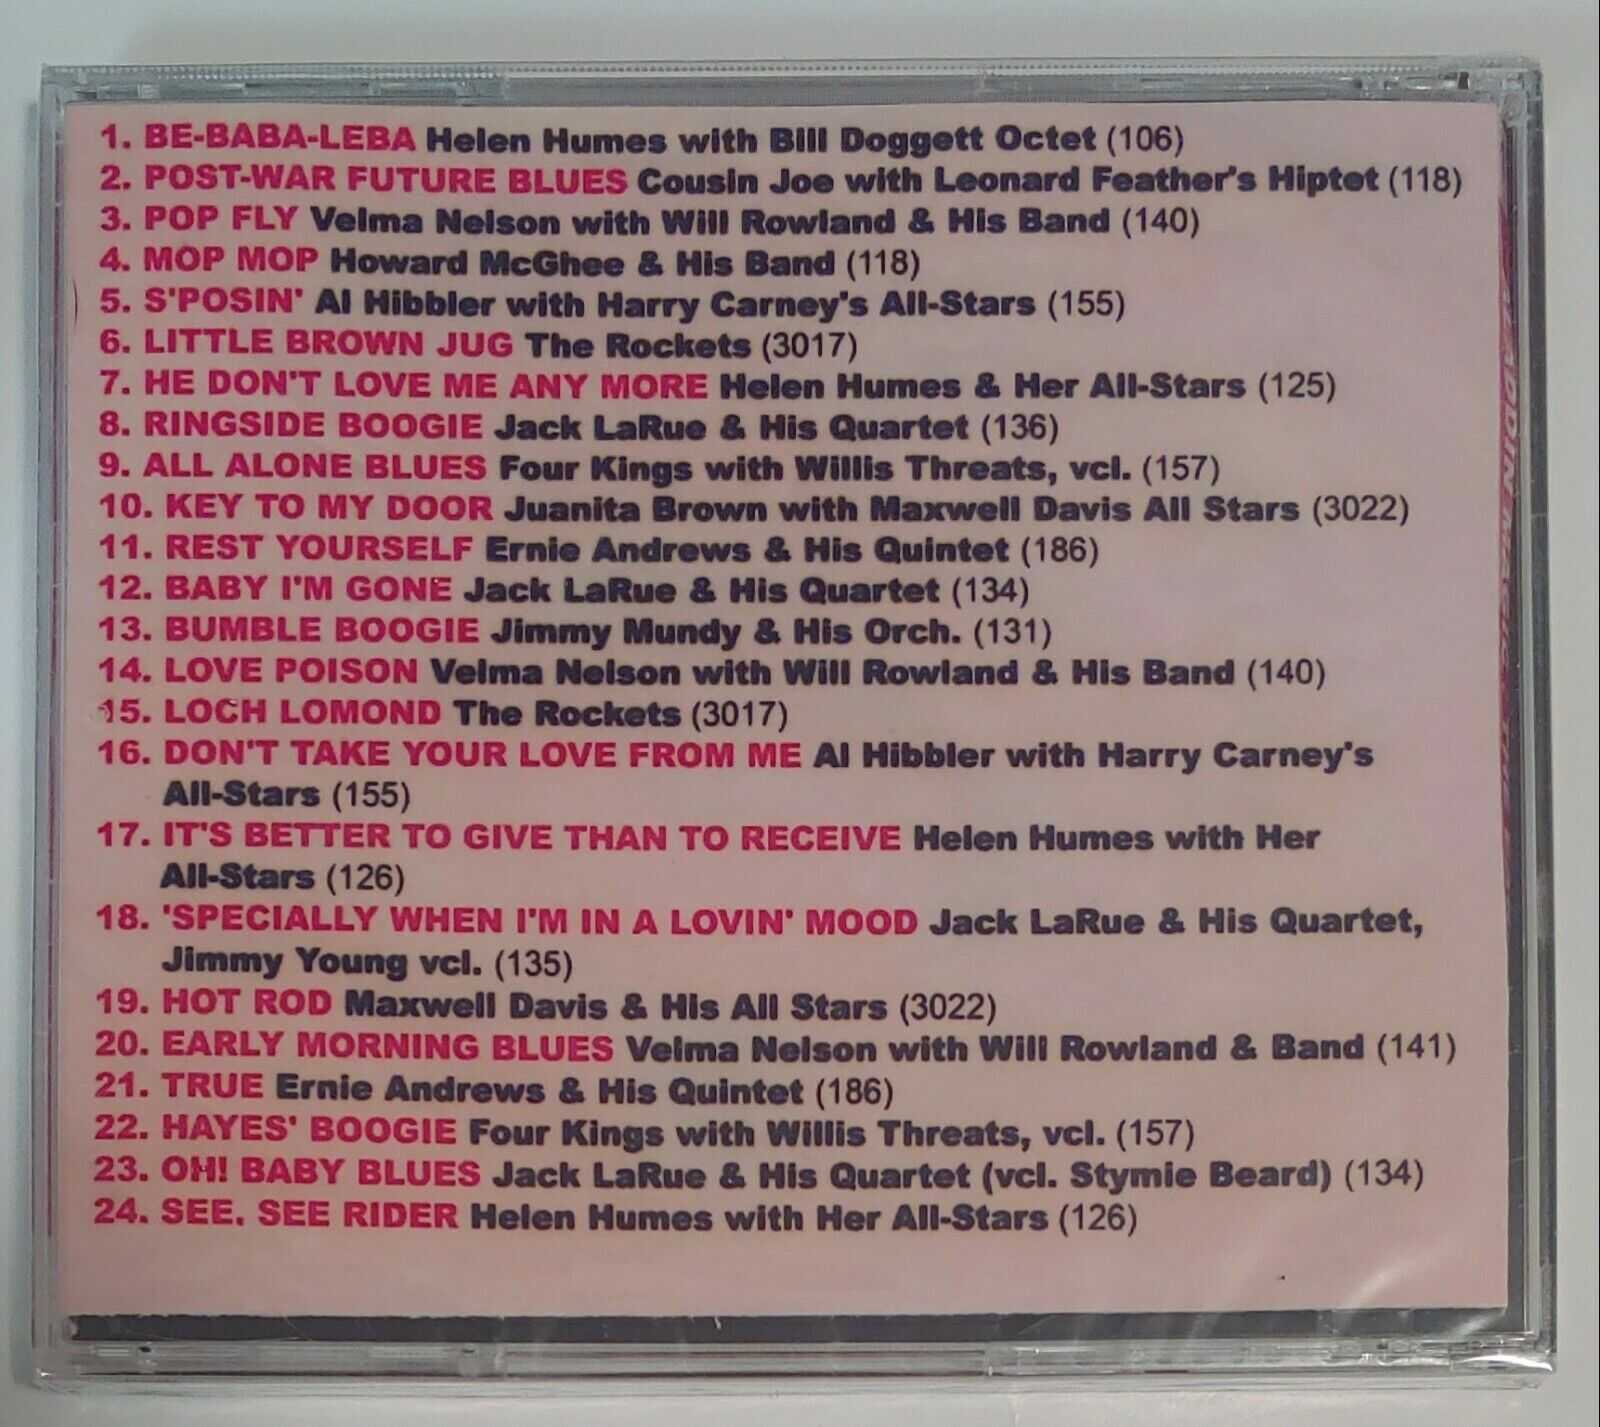 1. BE-BABA-LEBA Helen Humes with Bill Doggett Octet (106)
2. POST-WAR FUTURE BLUES Cousin Joe with Leonard Feather's Hiptet (118)
3. POP FLY Velma Nelson with Will Rowland & His Band (140)
4. MOP MOP Howard McGhee & His Band (118)
5. S'POSIN' Al Hibbler with Harry Carney's All-Stars (155)
6. LITTLE BROWN JUG The Rockets (3017)
7. HE DON'T LOVE ME ANY MORE Helen Humes & Her All-Stars (125)
8. RINGSIDE BOOGIE Jack LaRue & His Quartet (136)
9. ALL ALONE BLUES Four Kings with Willis Threats, vcl. (157)
10. KEY TO MY DOOR Juanita Brown with Maxwell Davis All Stars (3022)
11. REST YOURSELF Ernie Andrews & His Quintet (186)
12. BABY I'M GONE Jack LaRue & His Quartet (134)
13. BUMBLE BOOGIE Jimmy Mundy & His Orch. (131)
14. LOVE POISON Velma Nelson with Will Rowland & His Band (140)
15. LOCH LOMOND The Rockets (3017)
16. DON'T TAKE YOUR LOVE FROM ME Al Hibbler with Harry Carney's
All-Stars (155)
17. IT'S BETTER TO GIVE THAN TO RECEIVE Helen Humes with Her
All-Stars (126)
18. 'SPECIALLY WHEN I'M IN A LOVIN' MOOD Jack LaRue & His Quartet,
Jimmy Young vcl. (135)
19. HOT ROD Maxwell Davis & His All Stars (3022)
20. EARLY MORNING BLUES Velma Nelson with Will Rowland & Band (141)
21. TRUE Ernie Andrews & His Quintet (186)
22. HAYES' BOOGIE Four Kings with Willis Threats, vcl. (157)
23. OH! BABY BLUES Jack LaRue & His Quartet (vcl. Stymie Beard) (134)
24. SEE, SEE RIDER Helen Humes with Her All-Stars (126)